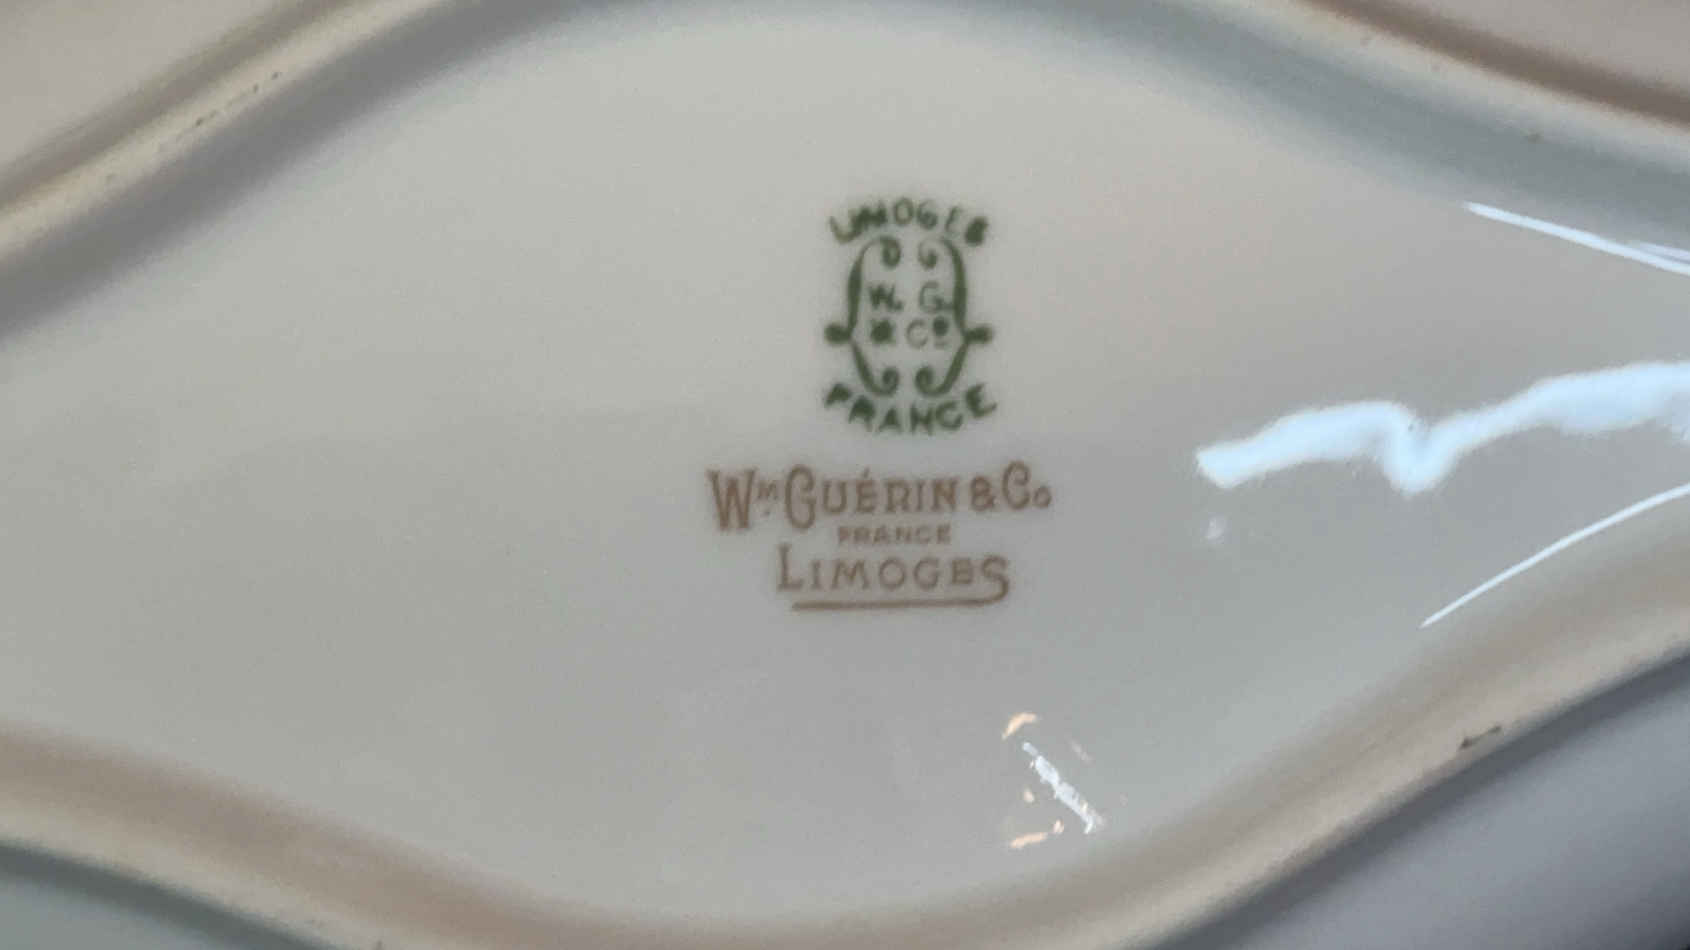 LIMOGES
W. G.
& Co
FRANCE
Wm. GUÉRIN & Co
FRANCE
LIMOGES